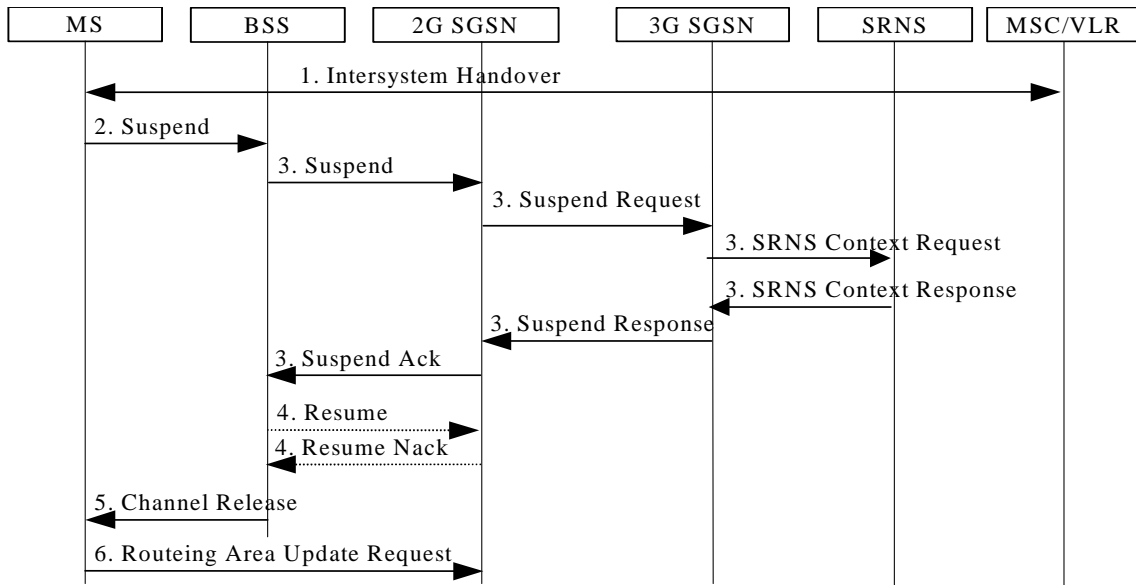 MS
BSS
2G SGSN
3G SGSN
SRNS
MSC/VLR
1. Intersystem Handover
2. Suspend
3. Suspend
3. Suspend Request
3. SRNS Context Request
3. SRNS Context Response
3. Suspend Response
3. Suspend Ack
4. Resume
4. Resume Nack
5. Channel Release
6. Routeing Area Update Request